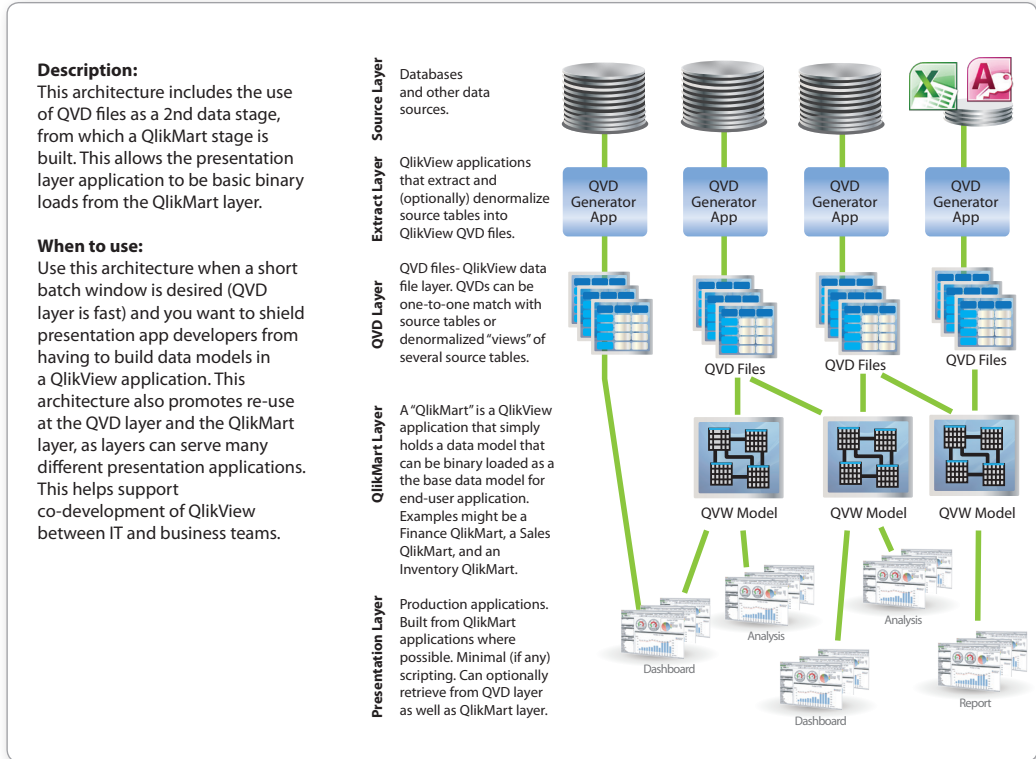 Description:
This architecture includes the use
of QVD files as a 2nd data stage,
from which a QlikMart stage is
built. This allows the presentation
layer application to be basic binary
loads from the QlikMart layer.
When to use:
Use this architecture when a short
batch window is desired (QVD
layer is fast) and you want to shield
presentation app developers from
having to build data models in
a QlikView application. This
architecture also promotes re-use
at the QVD layer and the QlikMart
layer, as layers can serve many
different presentation applications.
This helps support
co-development of QlikView
between IT and business teams.
Source Layer
Databases
and other data
sources.
X
A
Extract Layer
QlikView applications
that extract and
(optionally) denormalize
source tables into
QlikView QVD files.
QVD
Generator
App
QVD
Generator
App
QVD
Generator
App
QVD
Generator
App
QVD Layer
QVD files- QlikView data
file layer. QVDs can be
one-to-one match with
source tables or
denormalized “views” of
several source tables.
QVD Files
QVD Files
QVD Files
QlikMart Layer
A “QlikMart” is a QlikView
application that simply
holds a data model that
can be binary loaded as a
the base data model for
end-user application.
Examples might be a
Finance QlikMart, a Sales
QlikMart, and an
Inventory QlikMart.
QVW Model
QVW Model
QVW Model
Presentation Layer
Production applications.
Built from QlikMart
applications where
possible. Minimal (if any)
scripting. Can optionally
retrieve from QVD layer
as well as QlikMart layer.
Dashboard
Analysis
Dashboard
Analysis
Report